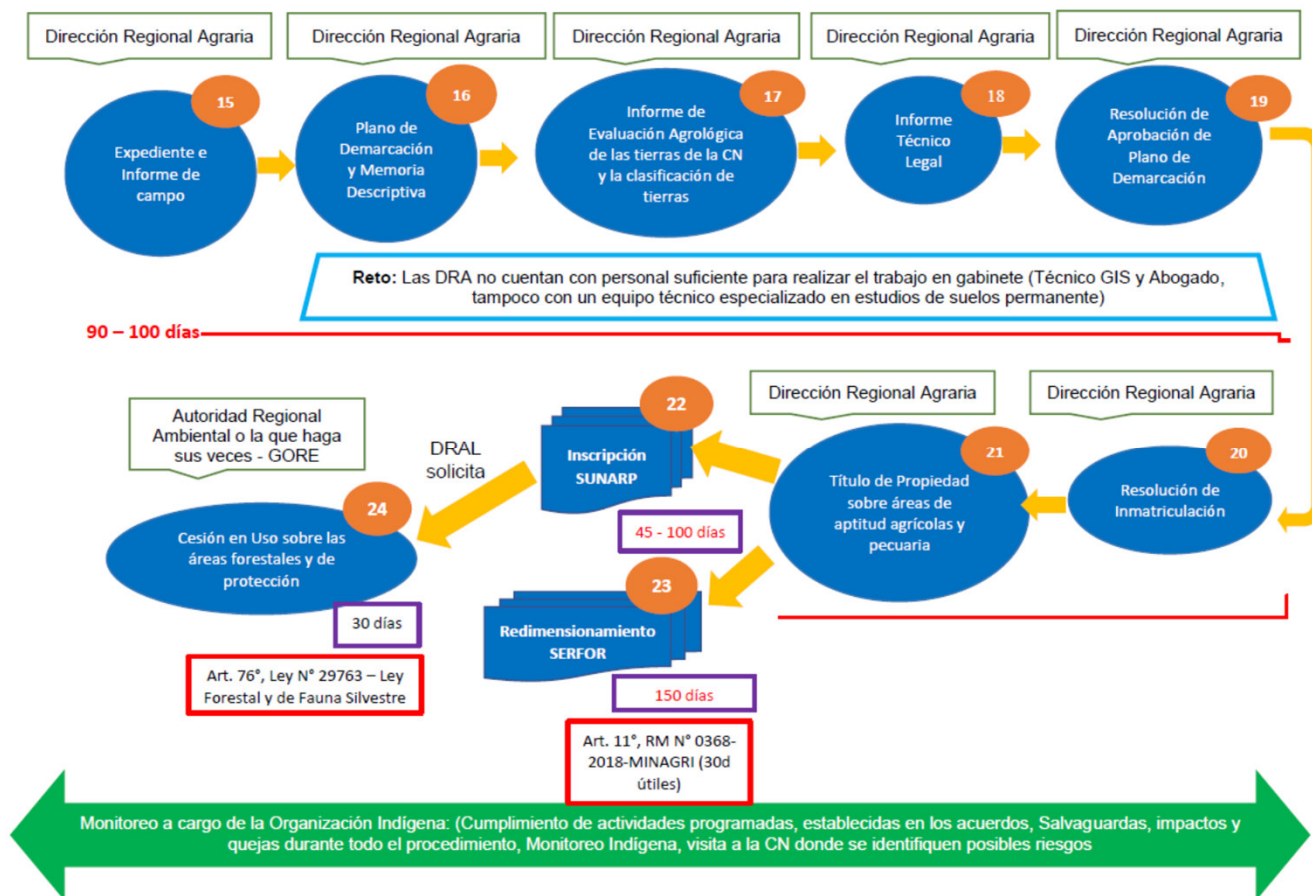 Dirección Regional Agraria
Dirección Regional Agraria
Dirección Regional Agraria
Dirección Regional Agraria
Dirección Regional Agraria
15
Expediente e
Informe de
campo
16
Plano de
Demarcación
y Memoria
Descriptiva
17
Informe de
Evaluación Agrológica
de las tierras de la CN
y la clasificación de
tierras
18
Informe
Técnico
Legal
19
Resolución de
Aprobación de
Plano de
Demarcación
Reto: Las DRA no cuentan con personal suficiente para realizar el trabajo en gabinete (Técnico GIS y Abogado,
tampoco con un equipo técnico especializado en estudios de suelos permanente)
90 – 100 días
Dirección Regional Agraria
20
Resolución de
Inmatriculación
Dirección Regional Agraria
21
Título de Propiedad
sobre áreas de
aptitud agrícolas y
pecuaria
22
Inscripción
SUNARP
45 - 100 días
23
Redimensionamiento
SERFOR
150 días
Art. 11°, RM N° 0368-
2018-MINAGRI (30d
útiles)
DRAL
solicita
Autoridad Regional
Ambiental o la que haga
sus veces - GORE
24
Cesión en Uso sobre las
áreas forestales y de
protección
30 días
Art. 76°, Ley N° 29763 – Ley
Forestal y de Fauna Silvestre
Monitoreo a cargo de la Organización Indígena: (Cumplimiento de actividades programadas, establecidas en los acuerdos, Salvaguardas, impactos y
quejas durante todo el procedimiento, Monitoreo Indígena, visita a la CN donde se identifiquen posibles riesgos